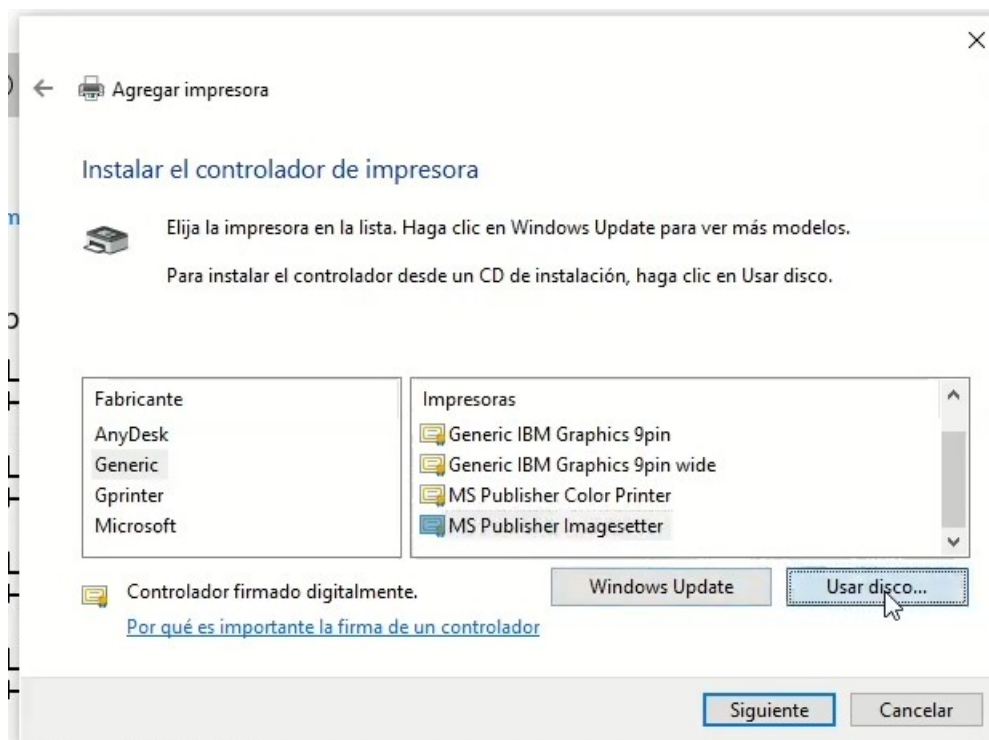 Agregar impresora
Instalar el controlador de impresora
Elija la impresora en la lista. Haga clic en Windows Update para ver más modelos.
Para instalar el controlador desde un CD de instalación, haga clic en Usar disco.
Fabricante
AnyDesk
Generic
Gprinter
Microsoft
Impresoras
Generic IBM Graphics 9pin
Generic IBM Graphics 9pin wide
MS Publisher Color Printer
MS Publisher Imagesetter
Controlador firmado digitalmente.
Por qué es importante la firma de un controlador
Windows Update
Usar disco...
Siguiente
Cancelar